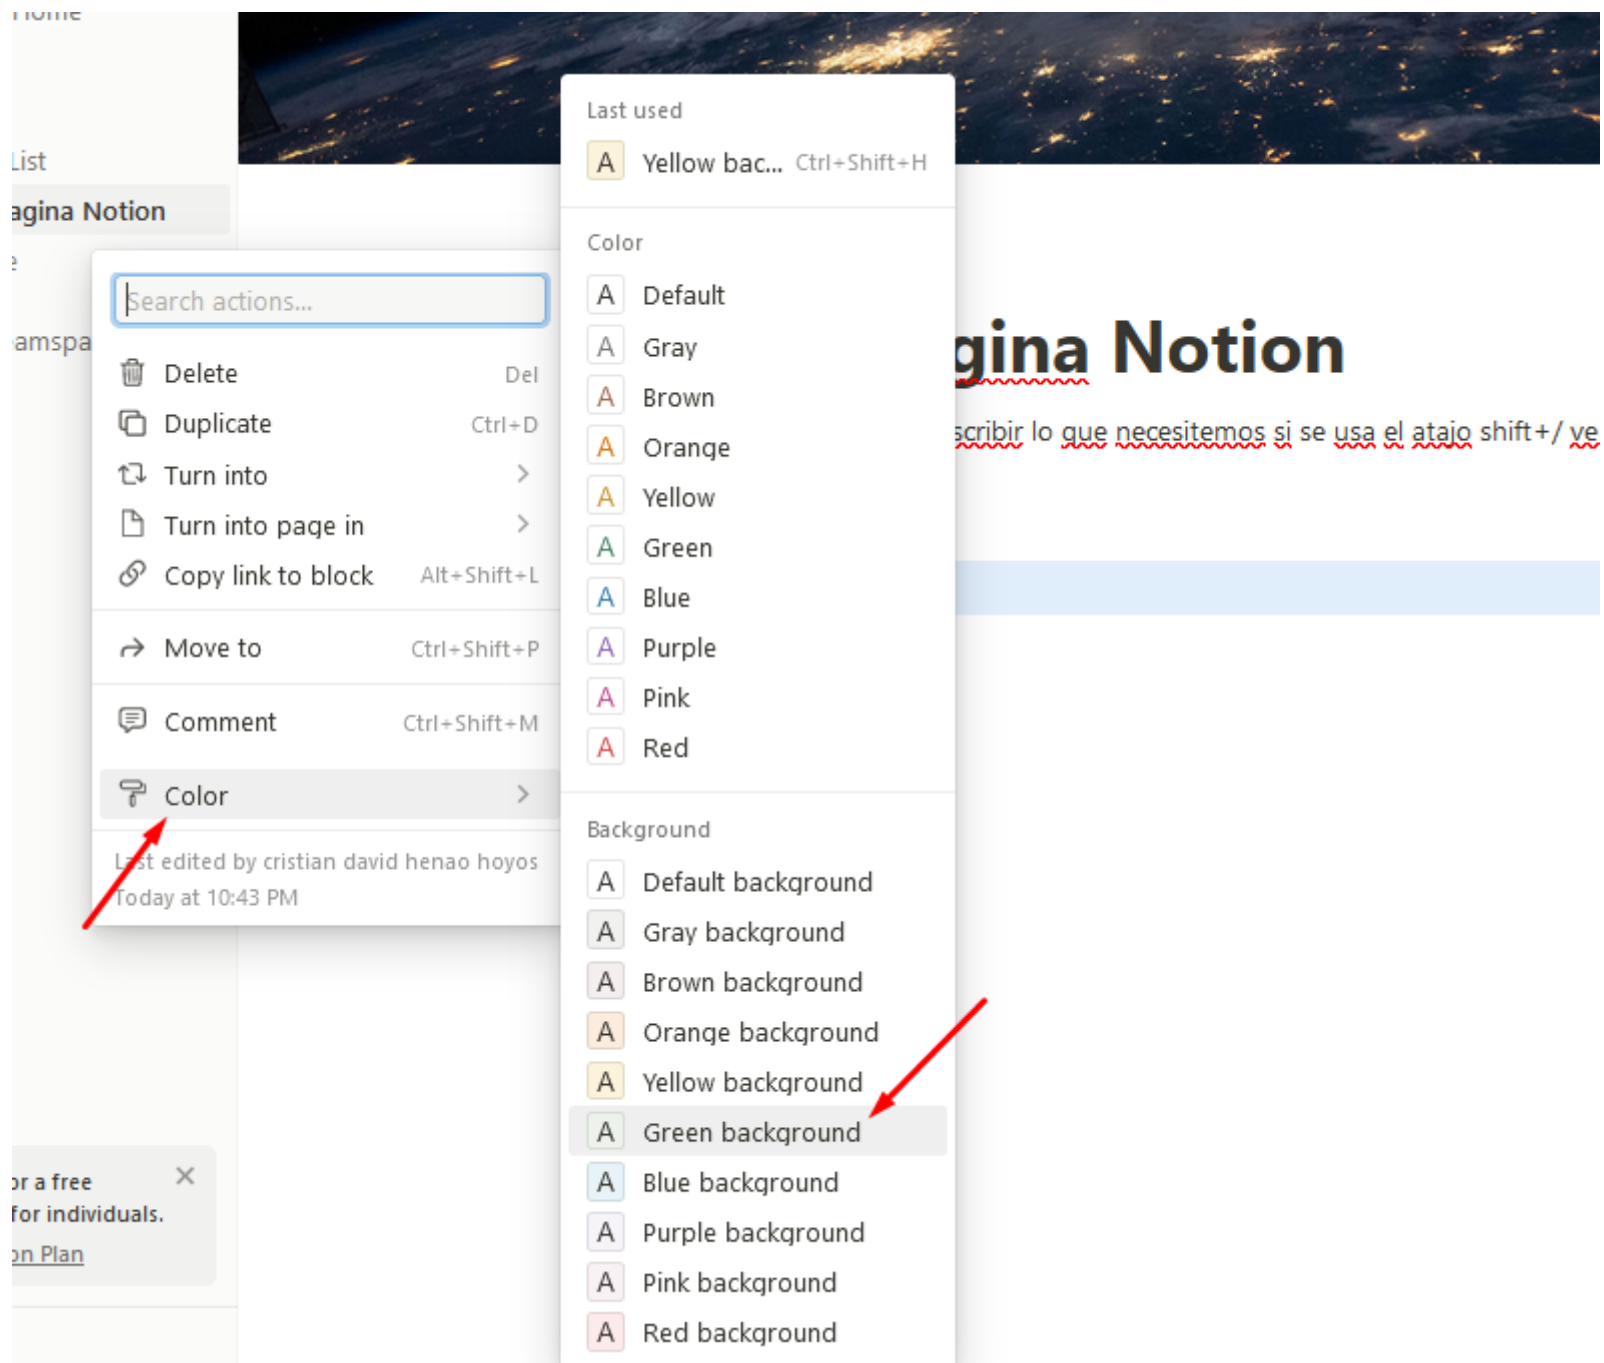 Home
List
agina Notion
e
eamspa
or a free
for individuals.
on Plan
Search actions...
Delete Del
Duplicate Ctrl+D
Turn into
Turn into page in
Copy link to block Alt+Shift+L
Move to Ctrl+Shift+P
Comment Ctrl+Shift+M
Color
Last edited by cristian david henao hoyos
Today at 10:43 PM
Last used
A Yellow bac... Ctrl+Shift+H
Color
A Default
A Gray
A Brown
A Orange
A Yellow
A Green
A Blue
A Purple
A Pink
A Red
Background
A Default background
A Gray background
A Brown background
A Orange background
A Yellow background
A Green background
A Blue background
A Purple background
A Pink background
A Red background
gina Notion
scribir lo que necesitemos si se usa el atajo shift+/ ve